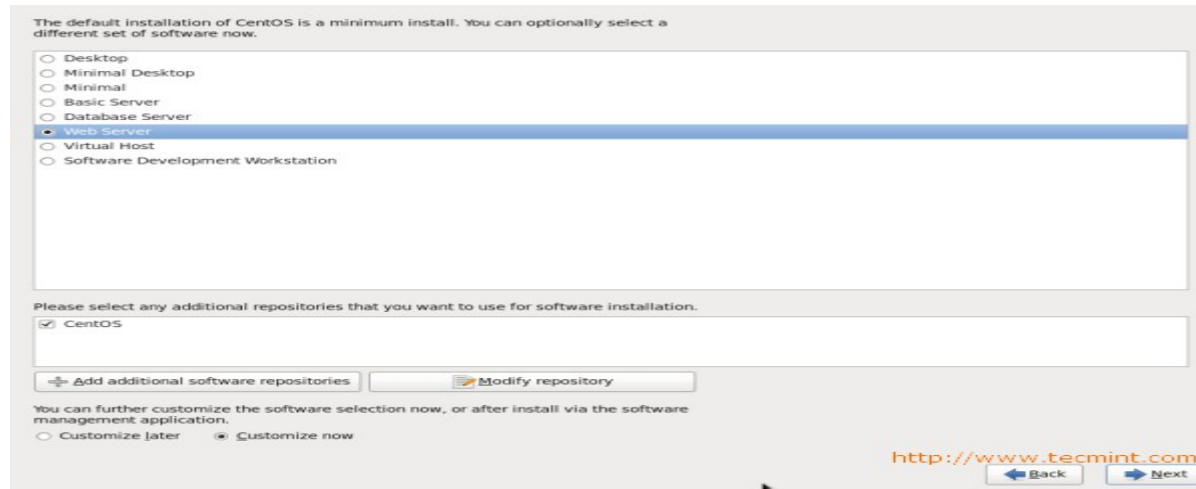 The default installation of CentOS is a minimum install. You can optionally select a
different set of software now.
Desktop
Minimal Desktop
Minimal
Basic Server
Database Server
Web Server
Virtual Host
Software Development Workstation
Please select any additional repositories that you want to use for software installation.
CentOS
Add additional software repositories
Modify repository
You can further customize the software selection now, or after install via the software
management application.
Customize later
Customize now
http://www.tecmint.com
Back
Next